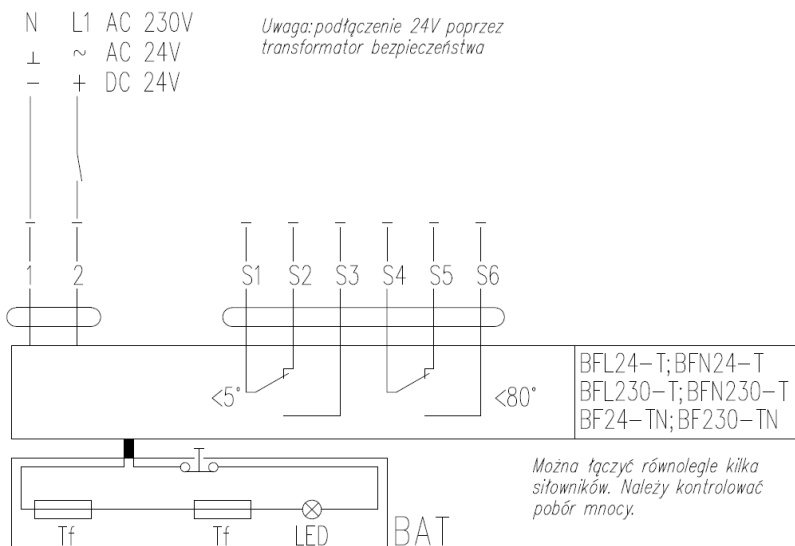 N L1 AC 230V
⊥ ~ AC 24V
− + DC 24V
Uwaga: podłączenie 24V poprzez
transformator bezpieczeństwa
1 2 S1 S2 S3 S4 S5 S6
<5° <80°
BFL24-T; BFN24-T
BFL230-T; BFN230-T
BF24-TN; BF230-TN
Można łączyć równolegle kilka
siłowników. Należy kontrolować
pobór mnocy.
Tf Tf LED BAT